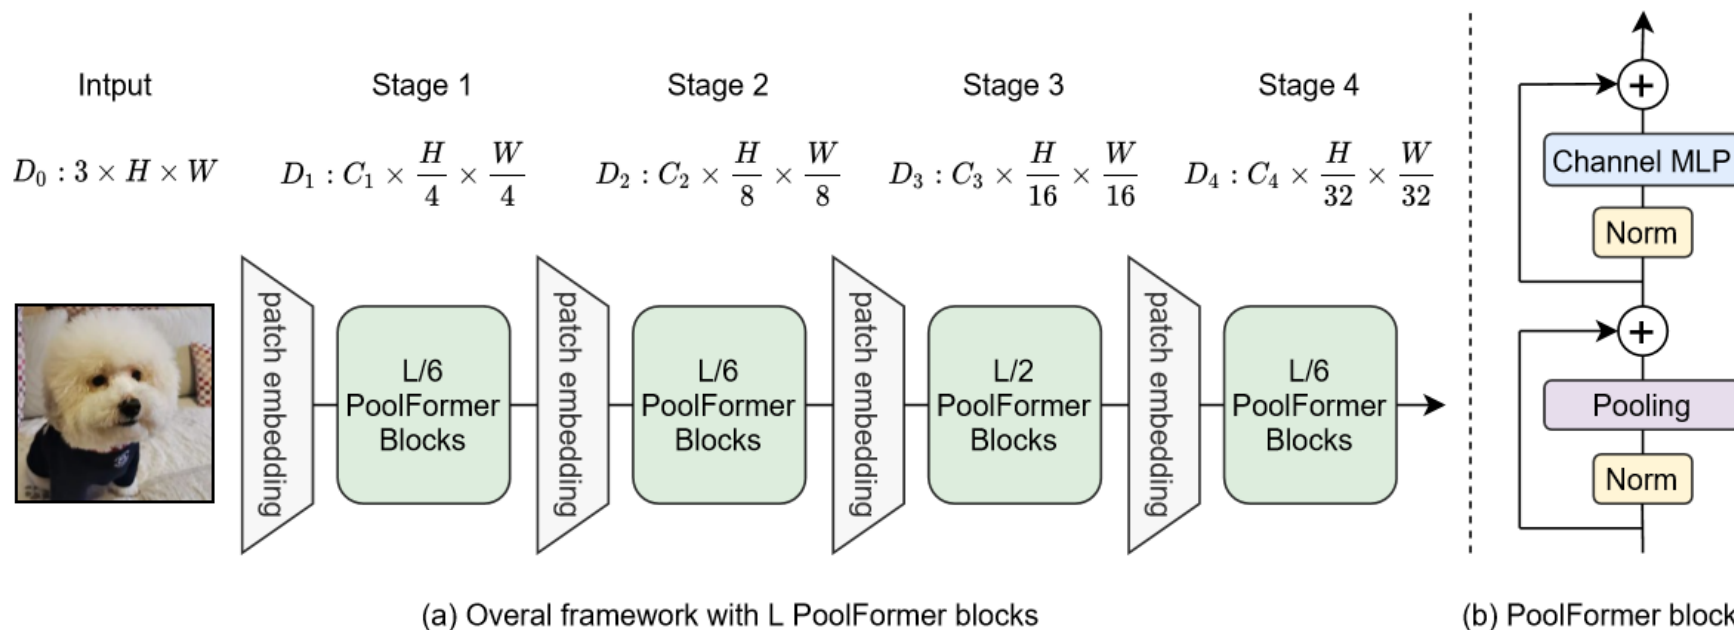 Intput
Stage 1
Stage 2
Stage 3
Stage 4
D₀ : 3 × H × W
D₁ : C₁ × H/4 × W/4
D₂ : C₂ × H/8 × W/8
D₃ : C₃ × H/16 × W/16
D₄ : C₄ × H/32 × W/32
patch embedding
L/6
PoolFormer
Blocks
patch embedding
L/6
PoolFormer
Blocks
patch embedding
L/2
PoolFormer
Blocks
patch embedding
L/6
PoolFormer
Blocks
(a) Overal framework with L PoolFormer blocks
+
Channel MLP
Norm
+
Pooling
Norm
(b) PoolFormer block